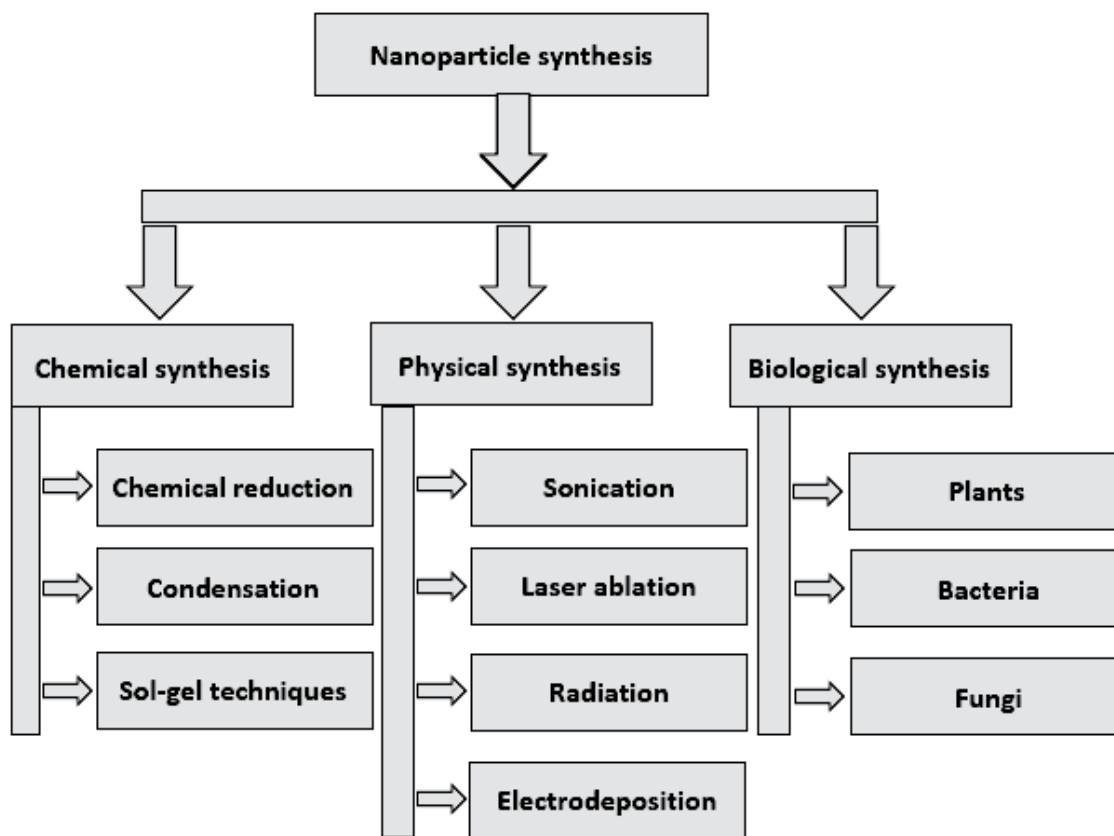 Nanoparticle synthesis
Chemical synthesis
Chemical reduction
Condensation
Sol-gel techniques
Physical synthesis
Sonication
Laser ablation
Radiation
Electrodeposition
Biological synthesis
Plants
Bacteria
Fungi